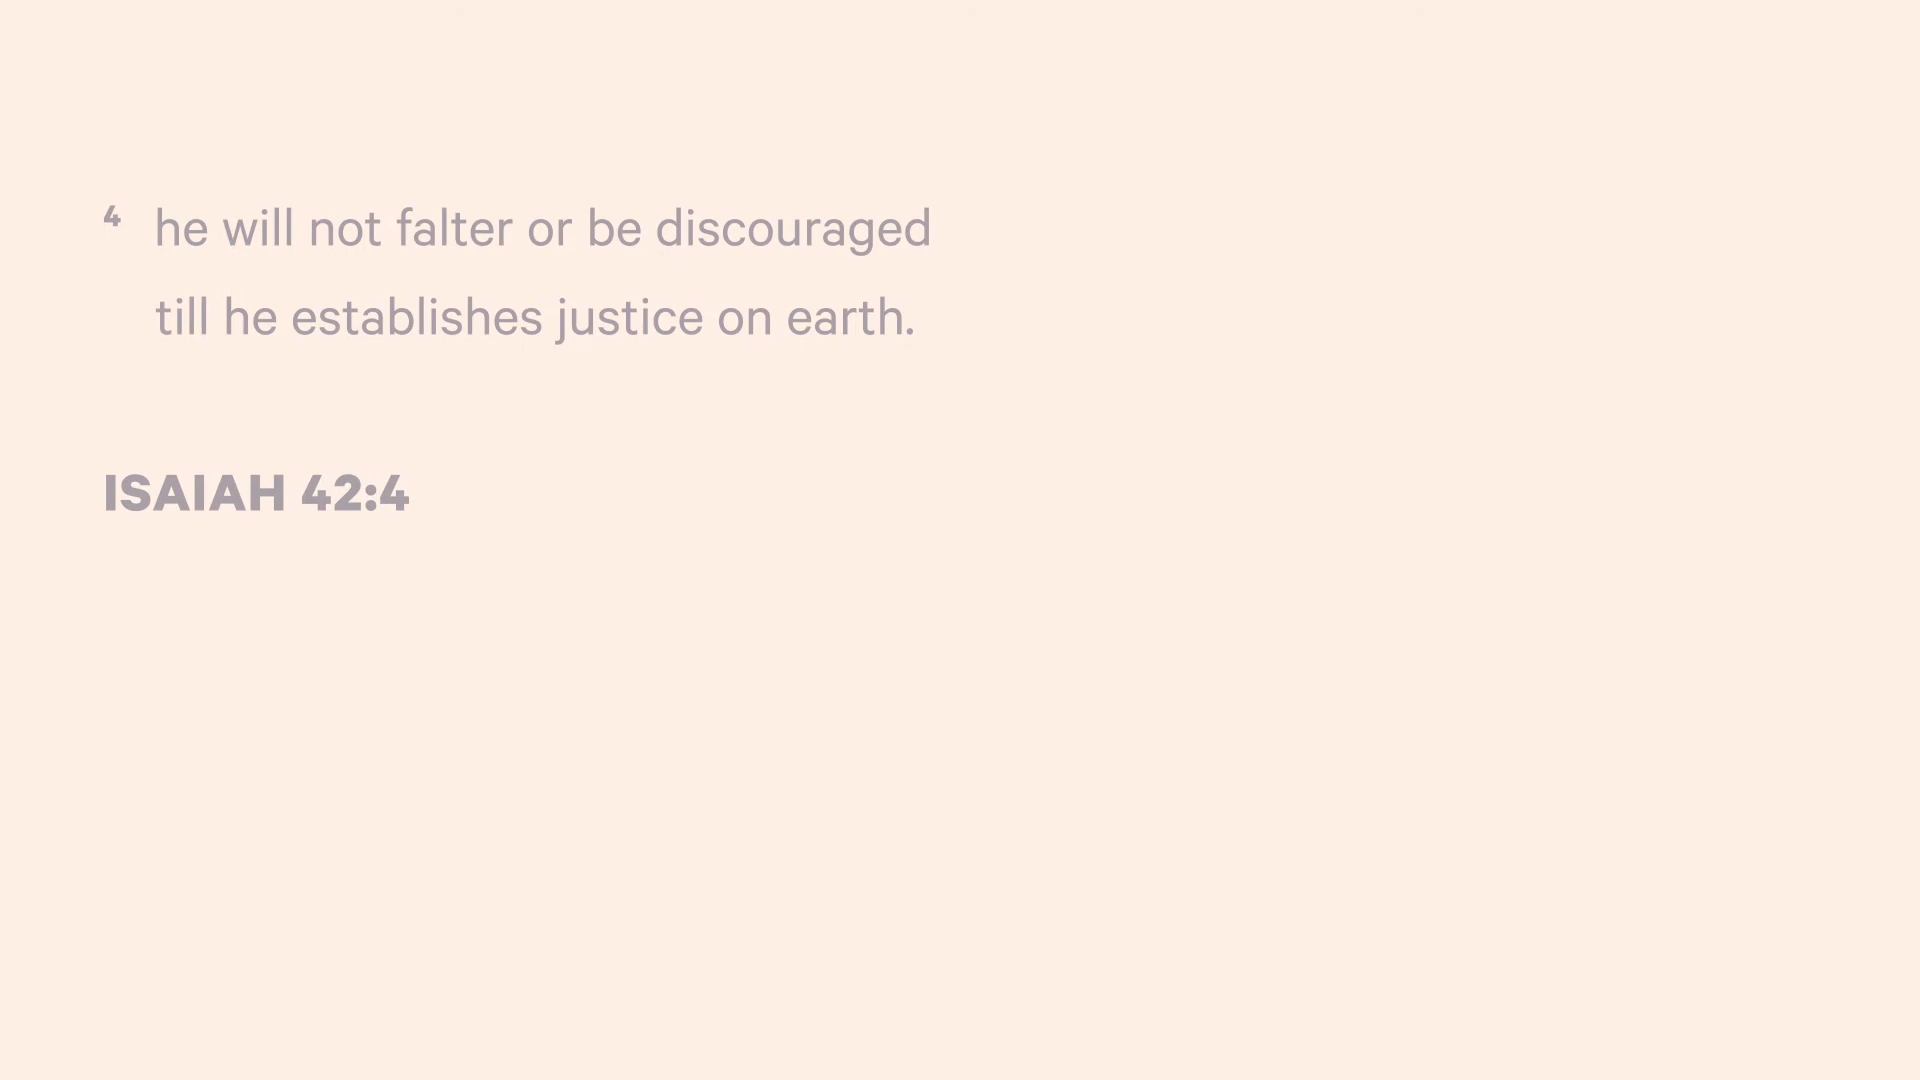 4 he will not falter or be discouraged
till he establishes justice on earth.
ISAIAH 42:4